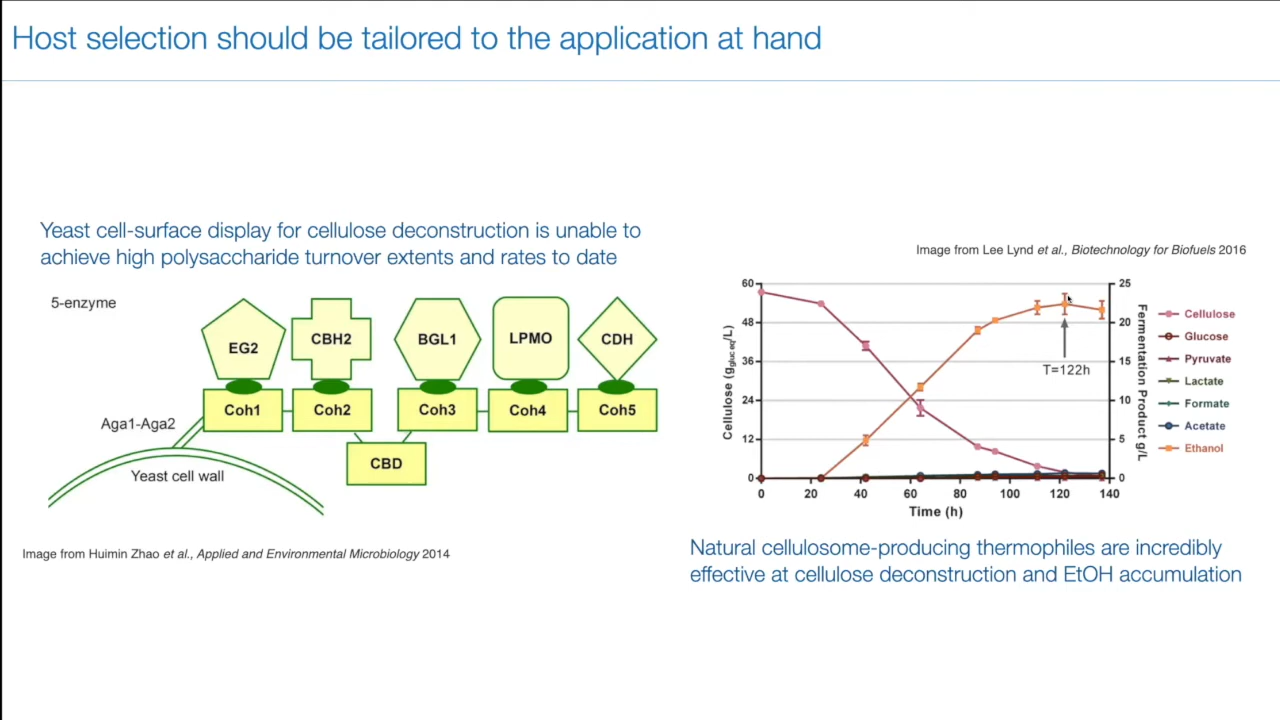 Host selection should be tailored to the application at hand
Yeast cell-surface display for cellulose deconstruction is unable to
achieve high polysaccharide turnover extents and rates to date
5-enzyme
EG2
CBH2
BGL1
LPMO
CDH
Coh1
Coh2
Coh3
Coh4
Coh5
Aga1-Aga2
CBD
Yeast cell wall
Image from Huimin Zhao et al., Applied and Environmental Microbiology 2014
Image from Lee Lynd et al., Biotechnology for Biofuels 2016
Cellulose (g gluc eq/L)
60
48
36
24
12
0
0
20
40
60
80
100
120
140
Time (h)
25
20
15
10
5
0
Fermentation Product g/L
T=122h
Cellulose
Glucose
Pyruvate
Lactate
Formate
Acetate
Ethanol
Natural cellulosome-producing thermophiles are incredibly
effective at cellulose deconstruction and EtOH accumulation